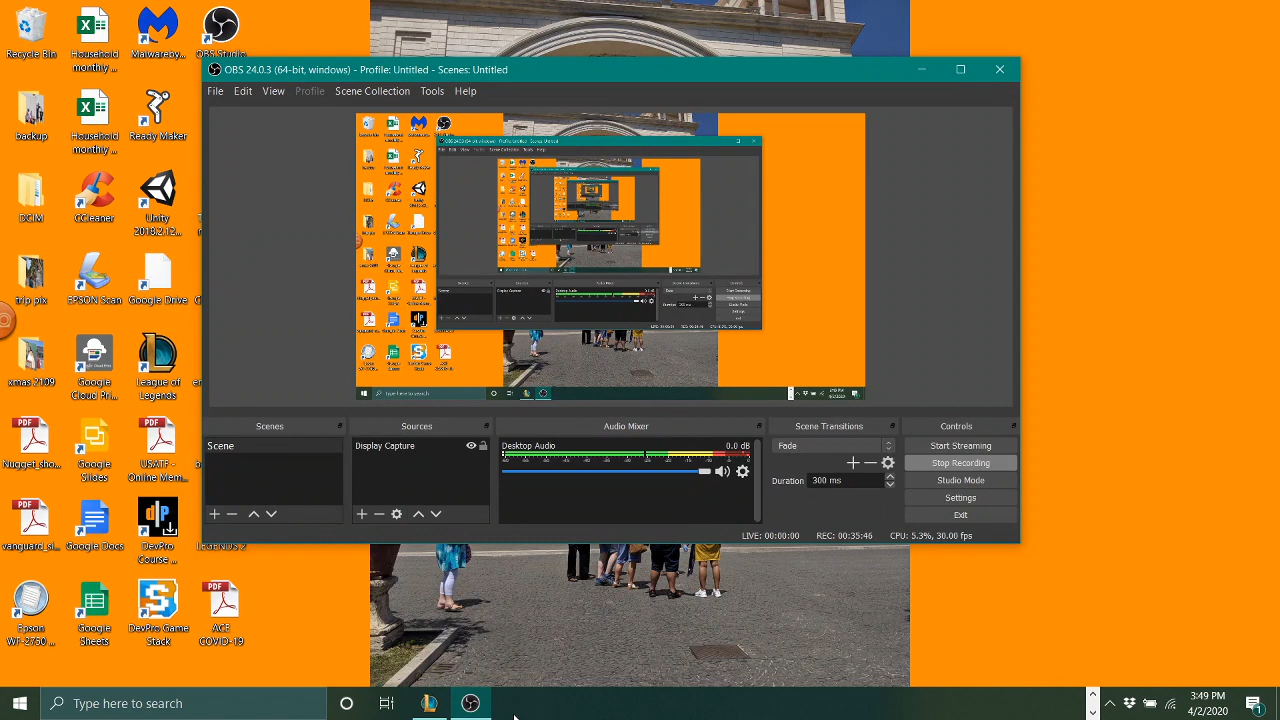 Recycle Bin
Household
monthly ...
Malwareby...
OBS Studio
backup
Household
monthly ...
Ready Maker
DCIM
CCleaner
Unity
2018.2.12...
trip pix
EPSON Scan
Google Drive
xmas 2109
Google
Cloud Pri...
League of
Legends
Nugget_sho...
Google
Slides
USATF -
Online Mem...
vanguard_si...
Google Docs
DevPro
Course ...
LEGENDS 2
Epson
WF-2750 ...
Google
Sheets
DevPro Game
Stack
ACE
COVID-19
OBS 24.0.3 (64-bit, windows) - Profile: Untitled - Scenes: Untitled
File Edit View Profile Scene Collection Tools Help
Scenes
Scene
Sources
Display Capture
Audio Mixer
Desktop Audio 0.0 dB
Scene Transitions
Fade
Duration 300 ms
Controls
Start Streaming
Stop Recording
Studio Mode
Settings
Exit
LIVE: 00:00:00 REC: 00:35:46 CPU: 5.3%, 30.00 fps
Type here to search
3:49 PM
4/2/2020
1